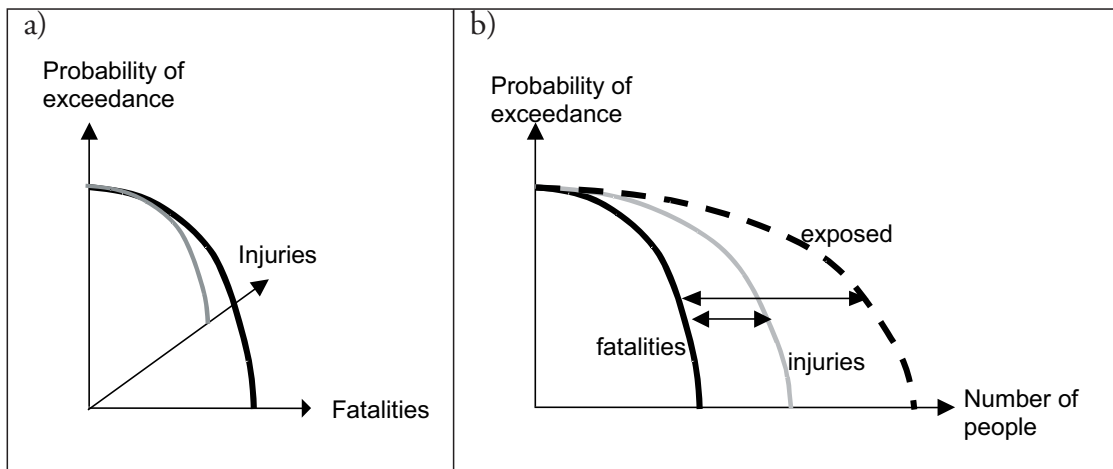 a)
Probability of
exceedance
Injuries
Fatalities
b)
Probability of
exceedance
exposed
fatalities
injuries
Number of
people